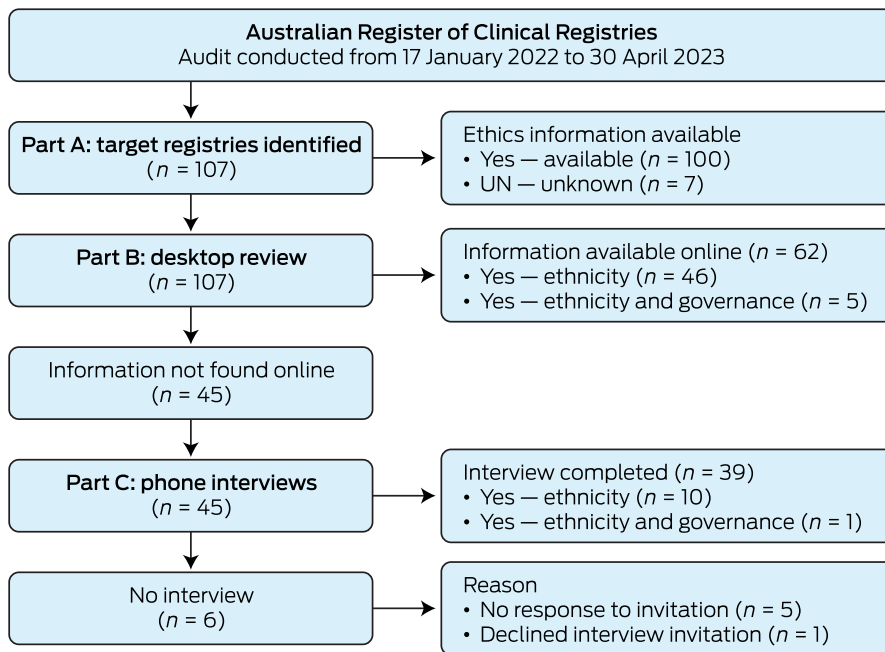 Australian Register of Clinical Registries
Audit conducted from 17 January 2022 to 30 April 2023
Part A: target registries identified
(n = 107)
Ethics information available
• Yes — available (n = 100)
• UN — unknown (n = 7)
Part B: desktop review
(n = 107)
Information available online (n = 62)
• Yes — ethnicity (n = 46)
• Yes — ethnicity and governance (n = 5)
Information not found online
(n = 45)
Part C: phone interviews
(n = 45)
Interview completed (n = 39)
• Yes — ethnicity (n = 10)
• Yes — ethnicity and governance (n = 1)
No interview
(n = 6)
Reason
• No response to invitation (n = 5)
• Declined interview invitation (n = 1)